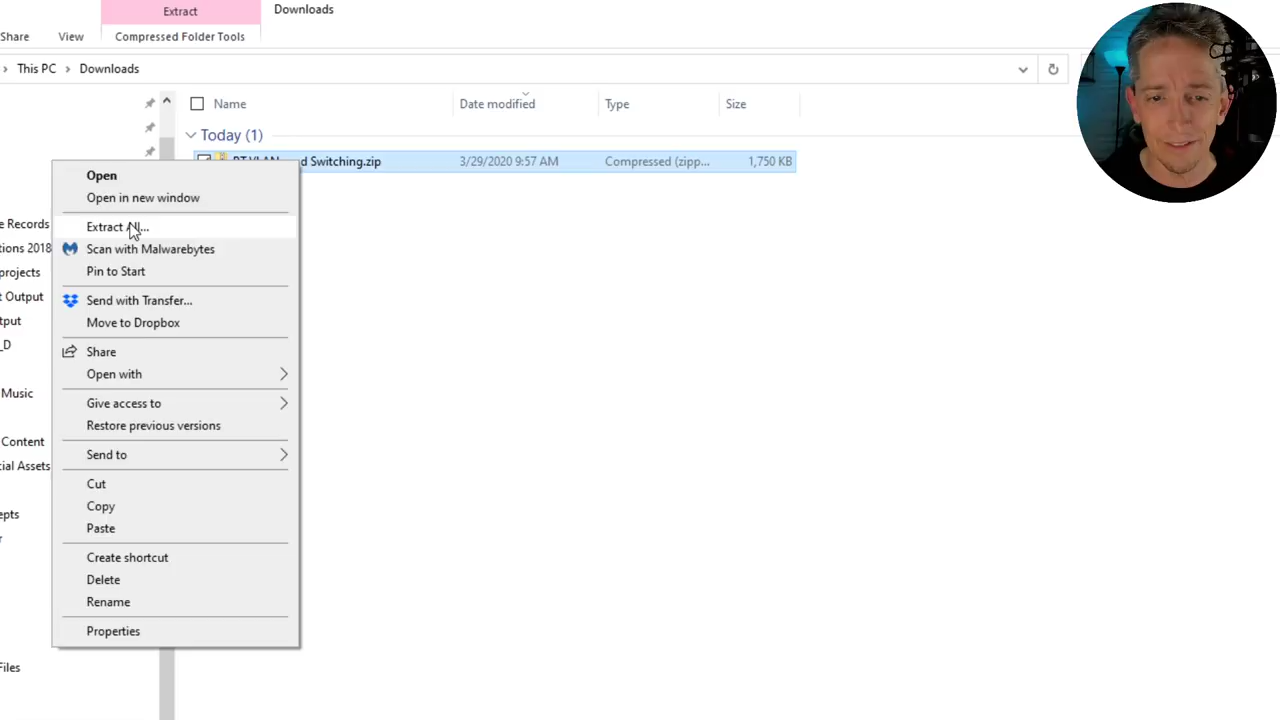 Extract
Downloads
Share
View
Compressed Folder Tools
This PC
Downloads
Name
Date modified
Type
Size
Today (1)
Switching.zip
3/29/2020 9:57 AM
Compressed (zipp...
1,750 KB
Open
Open in new window
e Records
Extract
tions 2018
Scan with Malwarebytes
projects
Pin to Start
t Output
Send with Transfer...
tput
Move to Dropbox
_D
Share
Open with
Music
Give access to
Restore previous versions
Content
Send to
cial Assets
Cut
Copy
epts
Paste
r
Create shortcut
Delete
Rename
Properties
Files